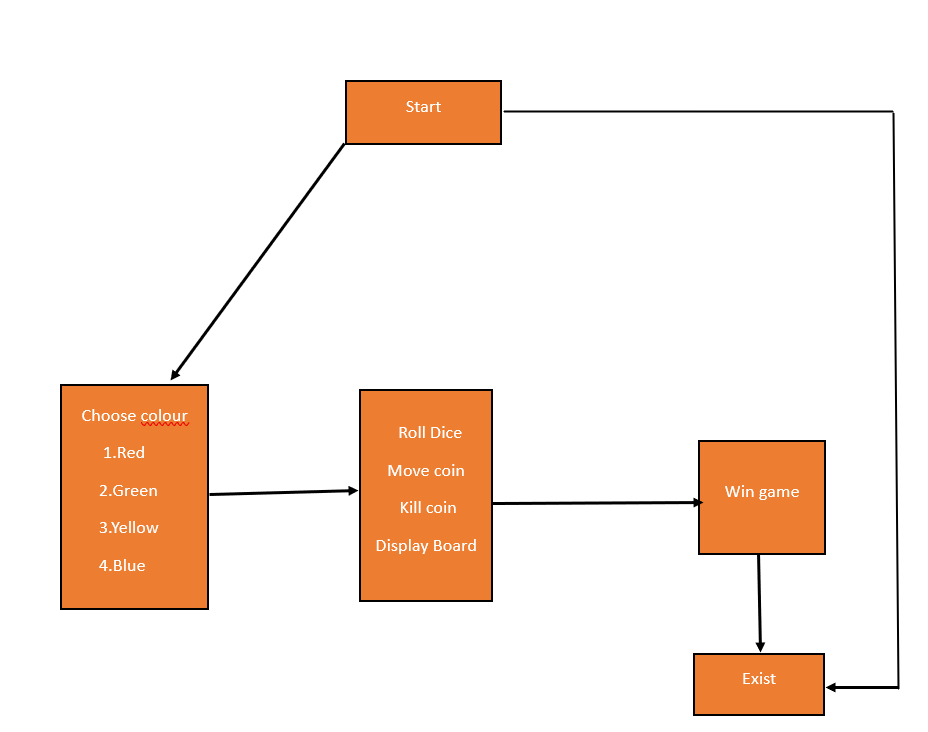 Start
Choose colour
1.Red
2.Green
3.Yellow
4.Blue
Roll Dice
Move coin
Kill coin
Display Board
Win game
Exist